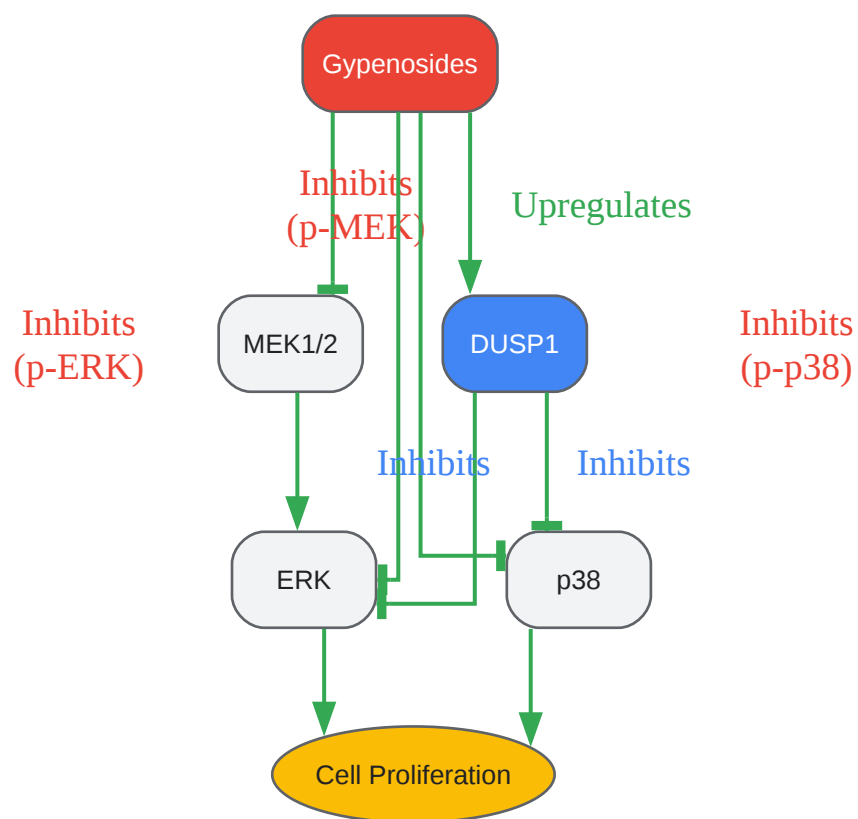 Gypenosides
Inhibits
(p-MEK)
Upregulates
Inhibits
(p-ERK)
MEK1/2
DUSP1
Inhibits
(p-p38)
Inhibits
Inhibits
ERK
p38
Cell Proliferation